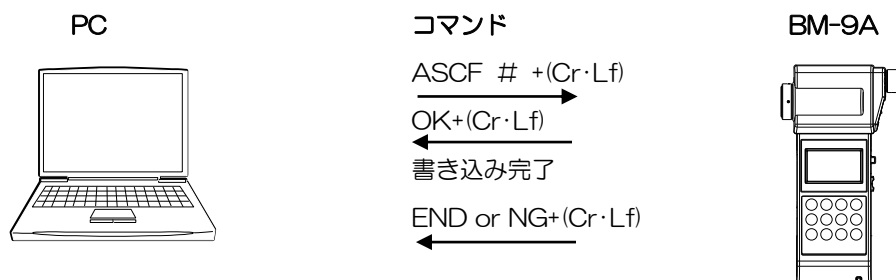 PC
コマンド
BM-9A
ASCF # +(Cr･Lf)
OK+(Cr･Lf)
書き込み完了
END or NG+(Cr･Lf)